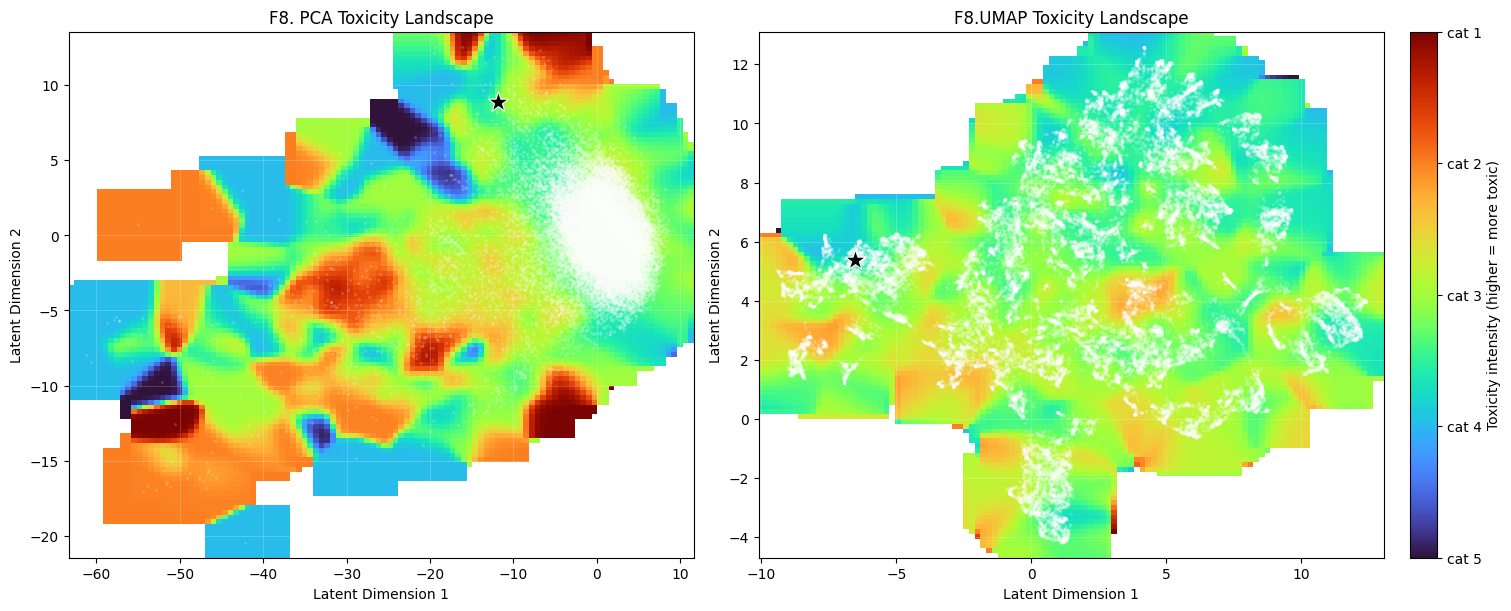 F8. PCA Toxicity Landscape
10
5
0
−5
−10
−15
−20
Latent Dimension 2
−60
−50
−40
−30
−20
−10
0
10
Latent Dimension 1
F8.UMAP Toxicity Landscape
12
10
8
6
4
2
0
−2
−4
Latent Dimension 2
−10
−5
0
5
10
Latent Dimension 1
cat 1
cat 2
cat 3
cat 4
cat 5
Toxicity intensity (higher = more toxic)